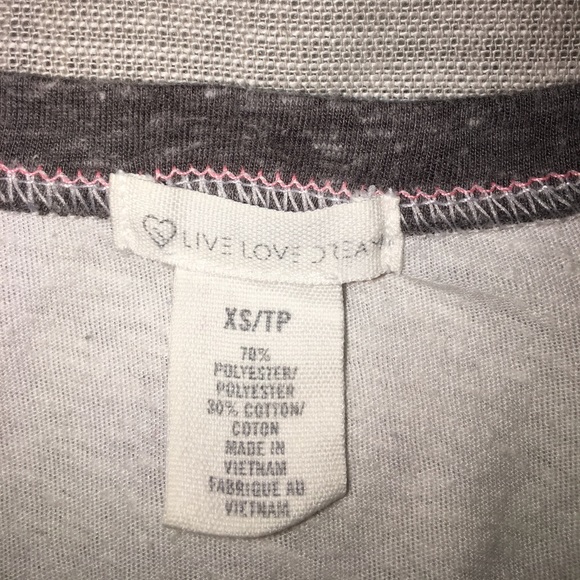 LIVE LOVE DREAM
XS/TP
70%
POLYESTER/
POLYESTER
30% COTTON/
COTON
MADE IN
VIETNAM
FABRIQUE AU
VIETNAM